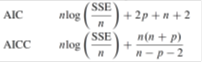 AIC nlog(SSE/n) + 2p + n + 2
AICC nlog(SSE/n) + n(n + p)/n − p − 2